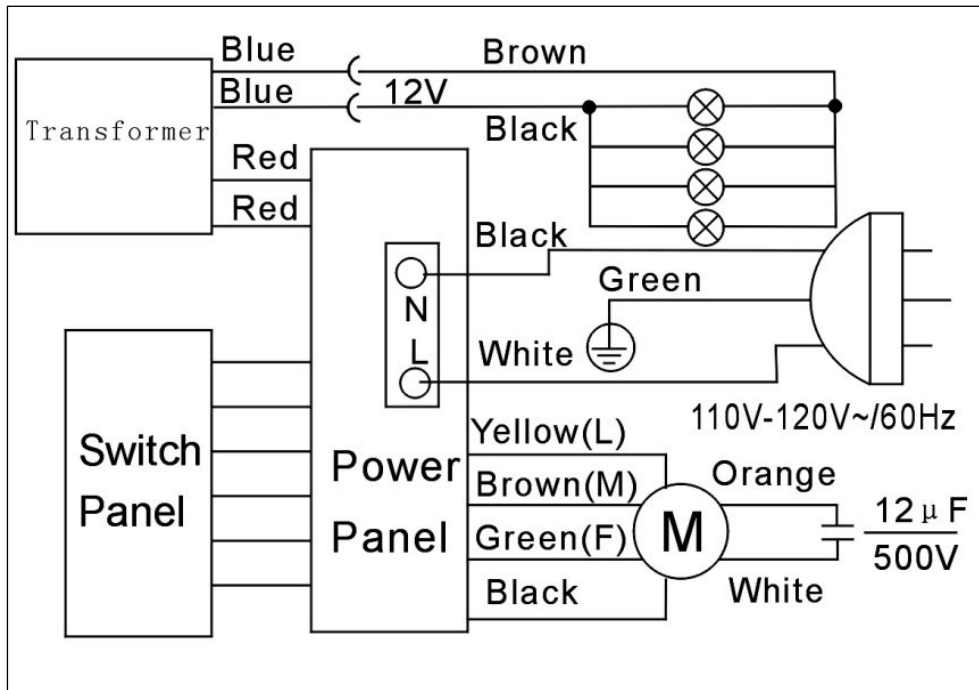 Blue
Brown
Blue
12V
Black
Transformer
Red
Red
Black
N
Green
L
White
110V-120V~/60Hz
Switch
Panel
Power
Panel
Yellow(L)
Brown(M)
Green(F)
Black
M
Orange
White
12μF
500V